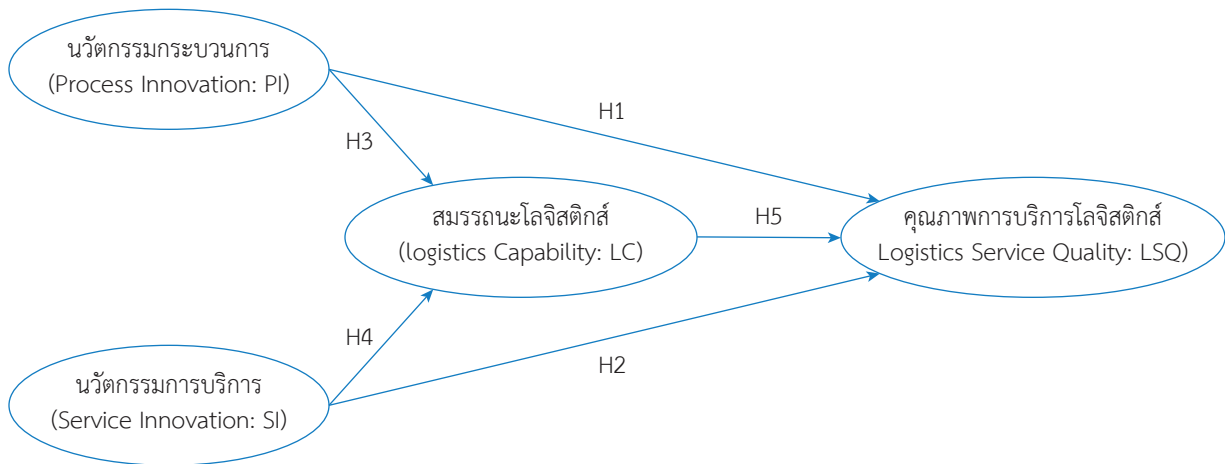 นวัตกรรมกระบวนการ
(Process Innovation: PI)
H1
H3
สมรรถนะโลจิสติกส์
(logistics Capability: LC)
H5
คุณภาพการบริการโลจิสติกส์
Logistics Service Quality: LSQ)
H4
H2
นวัตกรรมการบริการ
(Service Innovation: SI)